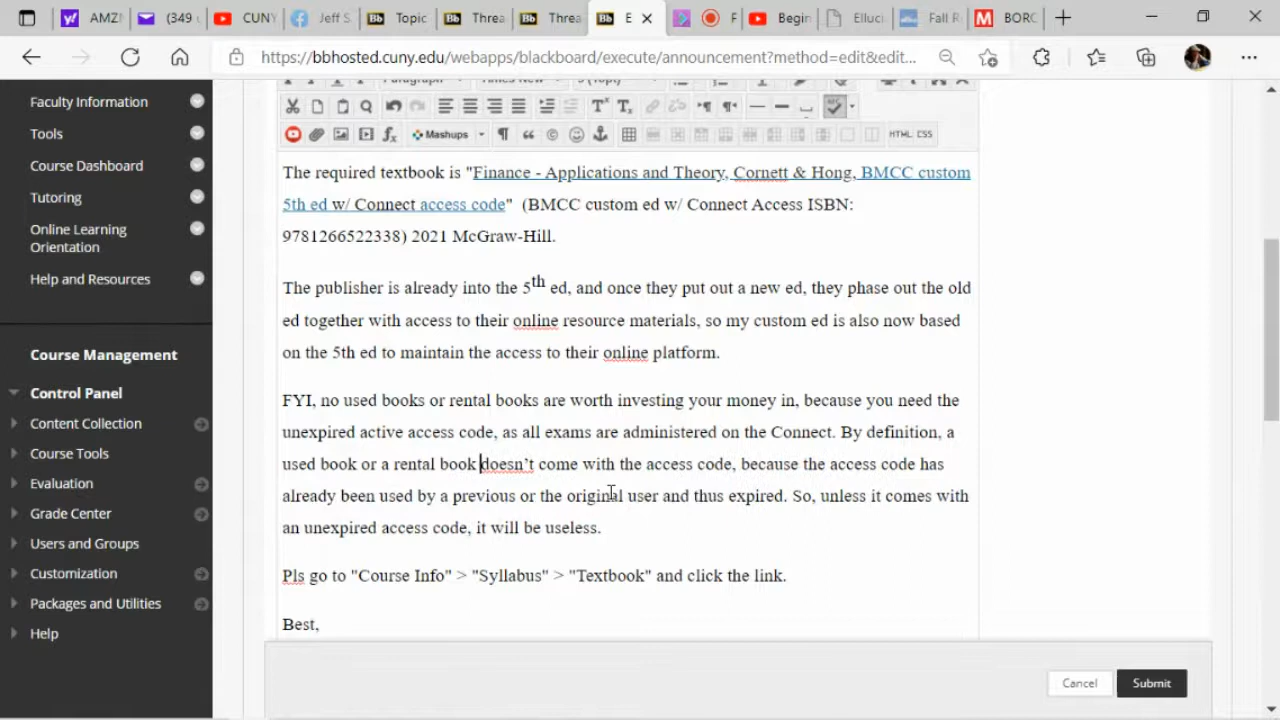 AMZ
(349
CUNY
Jeff S
Topic
Threa
Threa
E
F
Begin
Elluci
Fall R
BORC
https://bbhosted.cuny.edu/webapps/blackboard/execute/announcement?method=edit&edit...
Faculty Information
Tools
Course Dashboard
Tutoring
Online Learning
Orientation
Help and Resources
Course Management
Control Panel
Content Collection
Course Tools
Evaluation
Grade Center
Users and Groups
Customization
Packages and Utilities
Help
Paragraph
Mashups
HTML CSS
The required textbook is "Finance - Applications and Theory, Cornett & Hong, BMCC custom
5th ed w/ Connect access code" (BMCC custom ed w/ Connect Access ISBN:
9781266522338) 2021 McGraw-Hill.
The publisher is already into the 5th ed, and once they put out a new ed, they phase out the old
ed together with access to their online resource materials, so my custom ed is also now based
on the 5th ed to maintain the access to their online platform.
FYI, no used books or rental books are worth investing your money in, because you need the
unexpired active access code, as all exams are administered on the Connect. By definition, a
used book or a rental book doesn't come with the access code, because the access code has
already been used by a previous or the original user and thus expired. So, unless it comes with
an unexpired access code, it will be useless.
Pls go to "Course Info" > "Syllabus" > "Textbook" and click the link.
Best,
Cancel
Submit